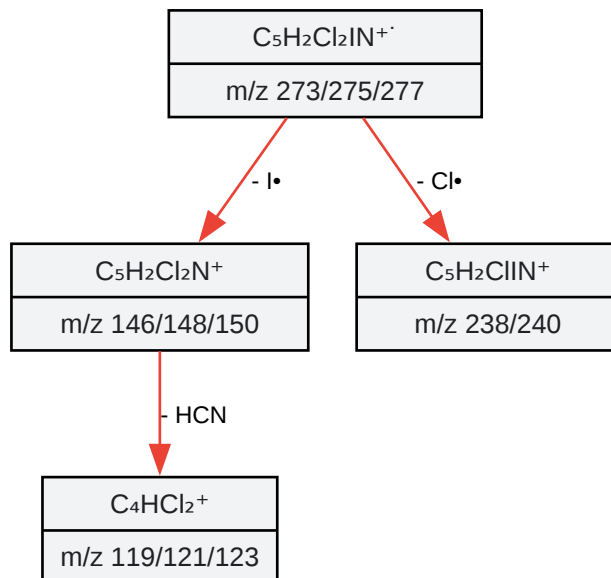 C₅H₂Cl₂IN⁺˙
m/z 273/275/277
- I•
- Cl•
C₅H₂Cl₂N⁺
m/z 146/148/150
C₅H₂ClIN⁺
m/z 238/240
- HCN
C₄HCl₂⁺
m/z 119/121/123